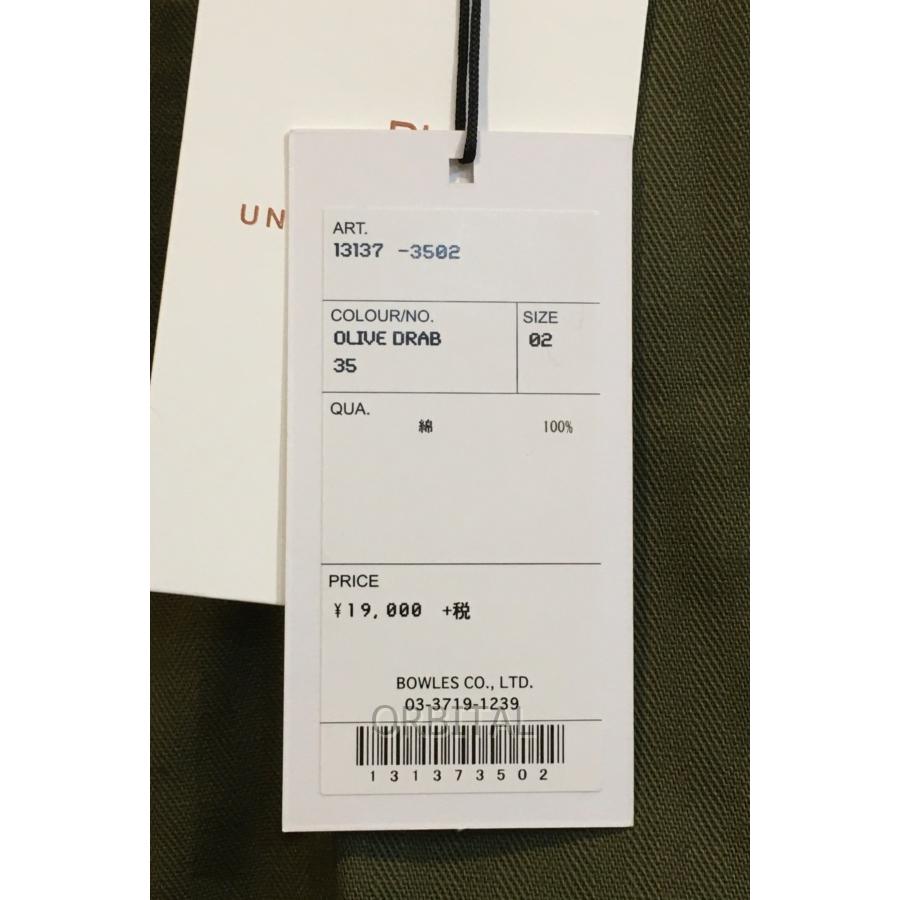 UN
ART.
13137 -3502
COLOUR/NO.
OLIVE DRAB
35
SIZE
02
QUA.
綿 100%
PRICE
¥19,000 +税
BOWLES CO., LTD.
03-3719-1239
ORBITAL
131373502